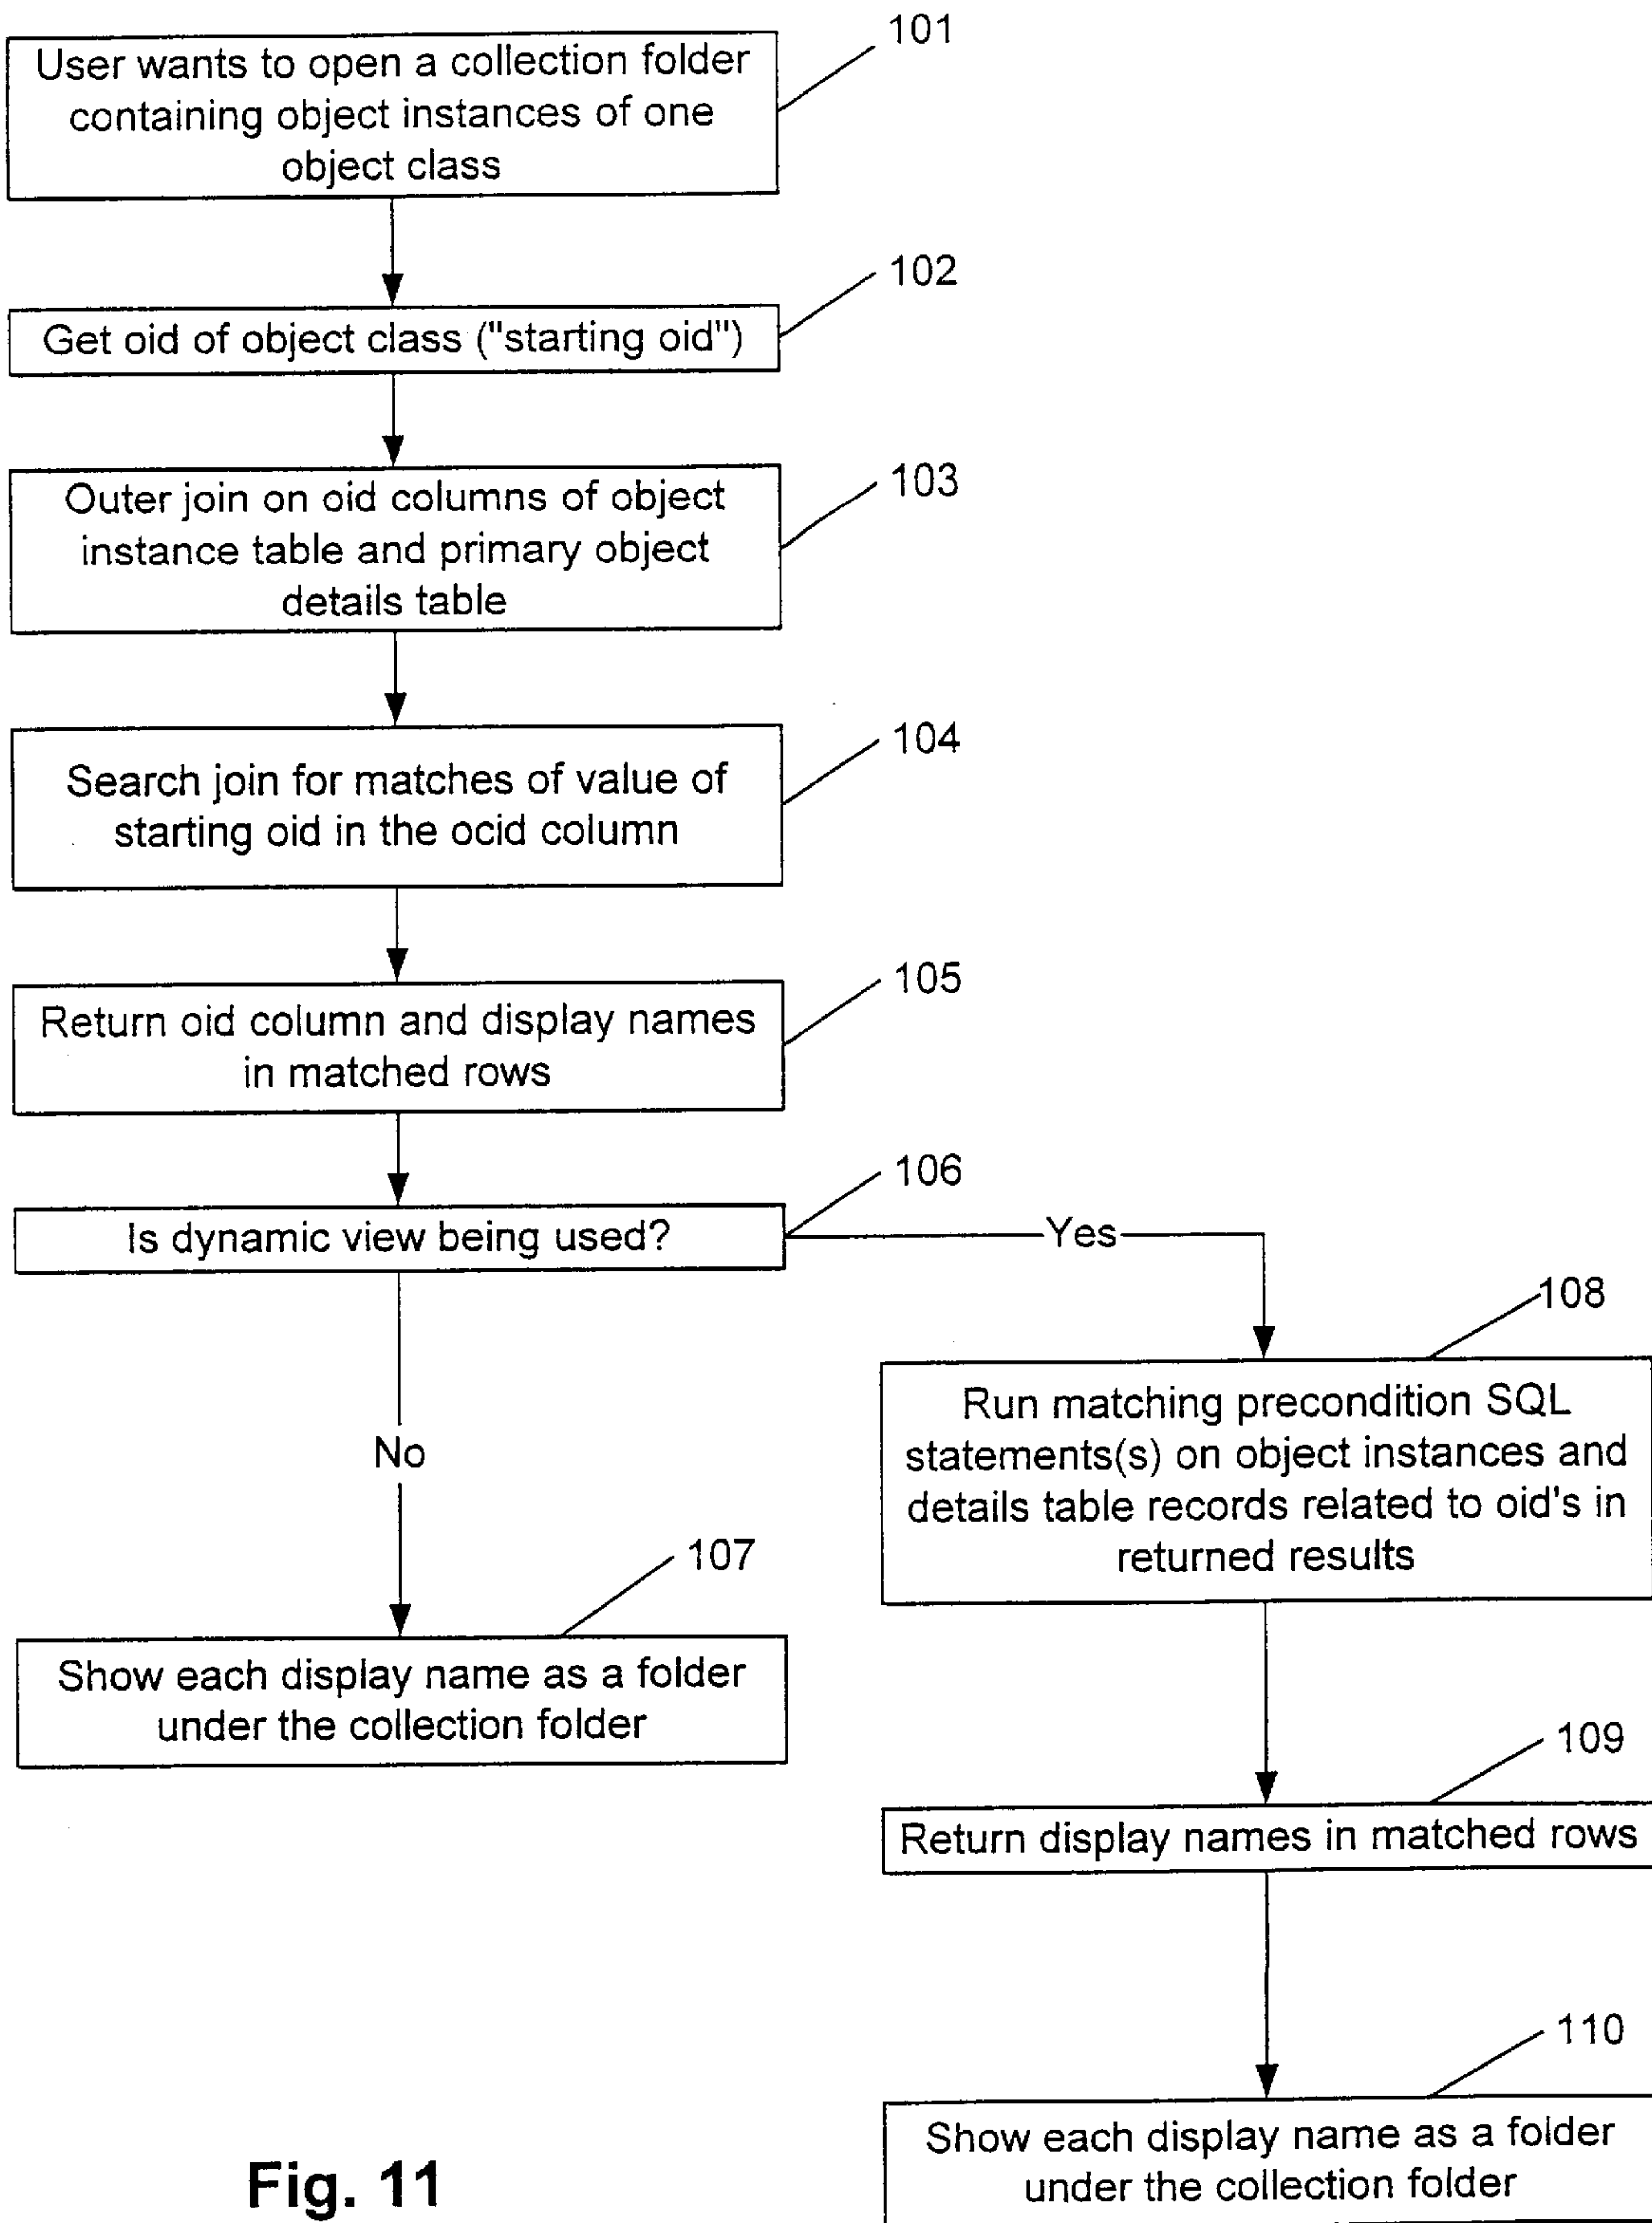 101
User wants to open a collection folder
containing object instances of one
object class
102
Get oid of object class ("starting oid")
103
Outer join on oid columns of object
instance table and primary object
details table
104
Search join for matches of value of
starting oid in the ocid column
105
Return oid column and display names
in matched rows
106
Is dynamic view being used?
Yes
No
107
Show each display name as a folder
under the collection folder
108
Run matching precondition SQL
statements(s) on object instances and
details table records related to oid's in
returned results
109
Return display names in matched rows
110
Show each display name as a folder
under the collection folder
Fig. 11